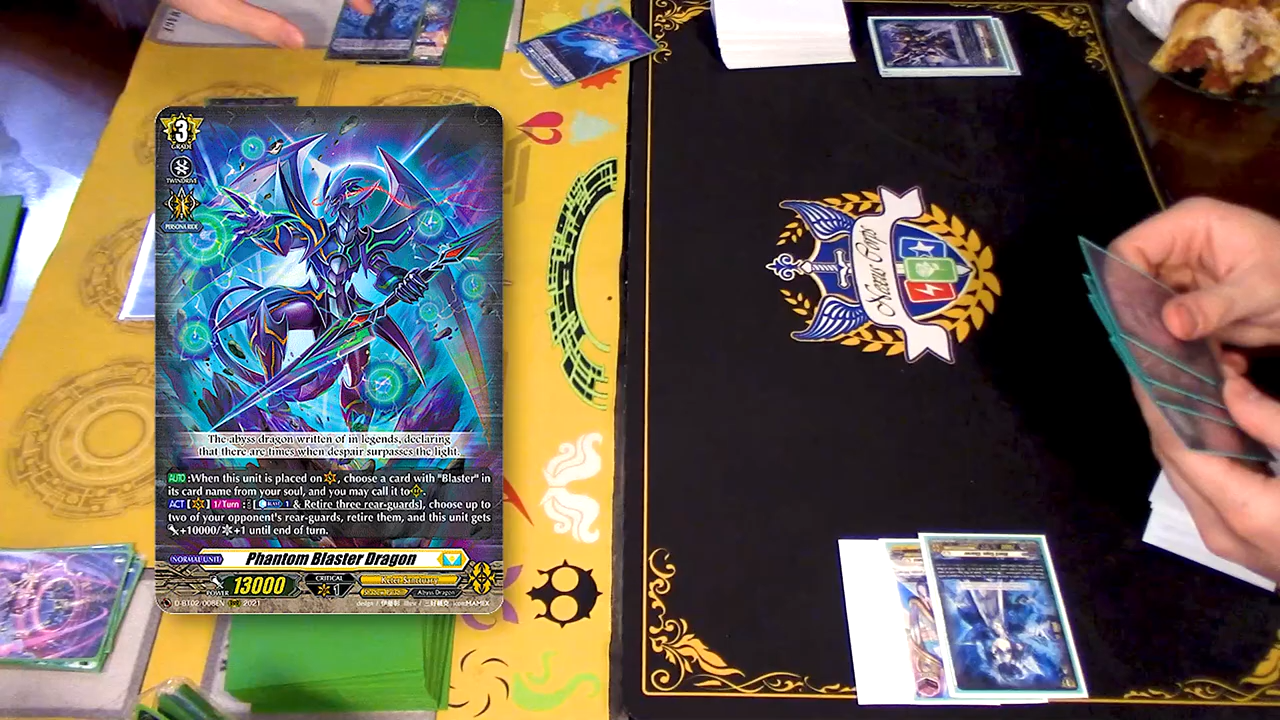 3
GRADE
TWINDRIVE
PERSONA RIDE
The abyss dragon written of in legends, declaring
that there are times when despair surpasses the light.
AUTO :When this unit is placed on , choose a card with "Blaster" in
its card name from your soul, and you may call it to .
ACT [ ] 1/Turn : [ BLAST 1 & Retire three rear-guards], choose up to
two of your opponent's rear-guards, retire them, and this unit gets
+10000/ +1 until end of turn.
NORMAL UNIT
Phantom Blaster Dragon
POWER 13000
CRITICAL
1
Keter Sanctuary
Abyss Dragon
D-BT02/008EN RRR 2021
Neeus Corps